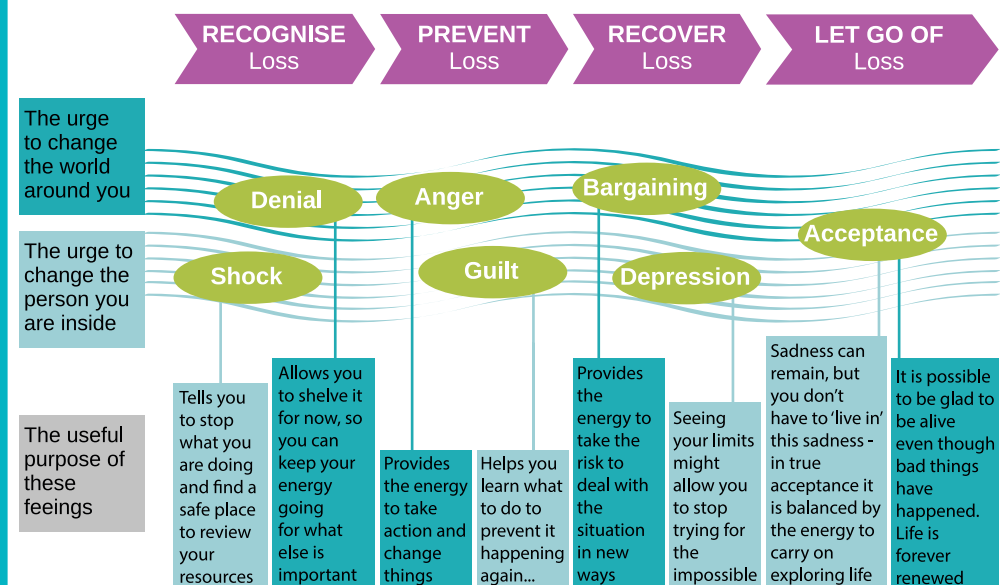 RECOGNISE
Loss
PREVENT
Loss
RECOVER
Loss
LET GO OF
Loss
The urge
to change
the world
around you
Denial
Anger
Bargaining
Acceptance
The urge to
change the
person you
are inside
Shock
Guilt
Depression
The useful
purpose of
these
feeings
Tells you
to stop
what you
are doing
and find a
safe place
to review
your
resources
Allows you
to shelve it
for now, so
you can
keep your
energy
going
for what
else is
important
Provides
the energy
to take
action and
change
things
Helps you
learn what
to do to
prevent it
happening
again...
Provides
the
energy to
take the
risk to
deal with
the
situation
in new
ways
Seeing
your limits
might
allow you
to stop
trying for
the
impossible
Sadness can
remain, but
you don't
have to 'live in'
this sadness -
in true
acceptance it
is balanced by
the energy to
carry on
exploring life
It is possible
to be glad to
be alive
even though
bad things
have
happened.
Life is
forever
renewed